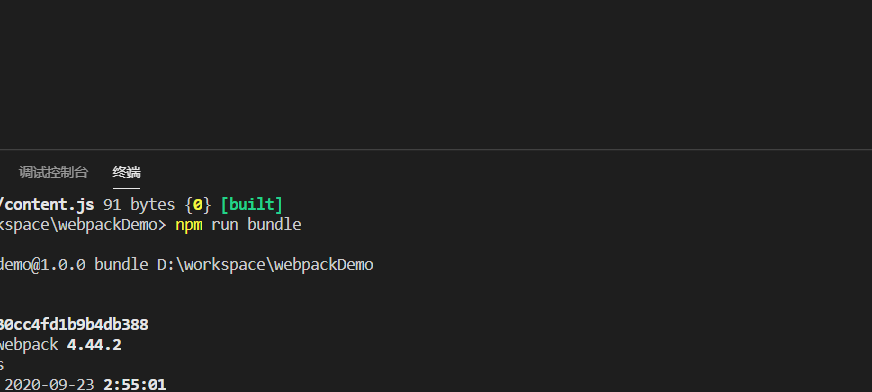 调试控制台 终端
/content.js 91 bytes {0} [built]
kspace\webpackDemo> npm run bundle
demo@1.0.0 bundle D:\workspace\webpackDemo
80cc4fd1b9b4db388
webpack 4.44.2
s
2020-09-23 2:55:01